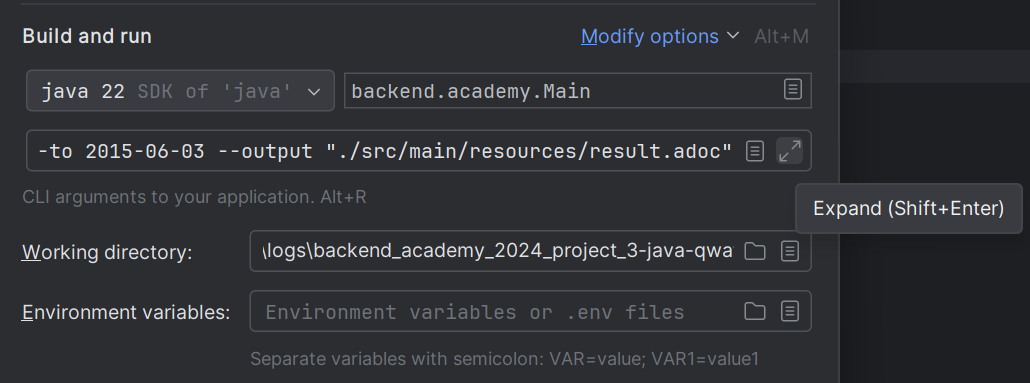 Build and run
Modify options Alt+M
java 22 SDK of 'java'
backend.academy.Main
-to 2015-06-03 --output "./src/main/resources/result.adoc"
CLI arguments to your application. Alt+R
Expand (Shift+Enter)
Working directory: \logs\backend_academy_2024_project_3-java-qwa
Environment variables: Environment variables or .env files
Separate variables with semicolon: VAR=value; VAR1=value1